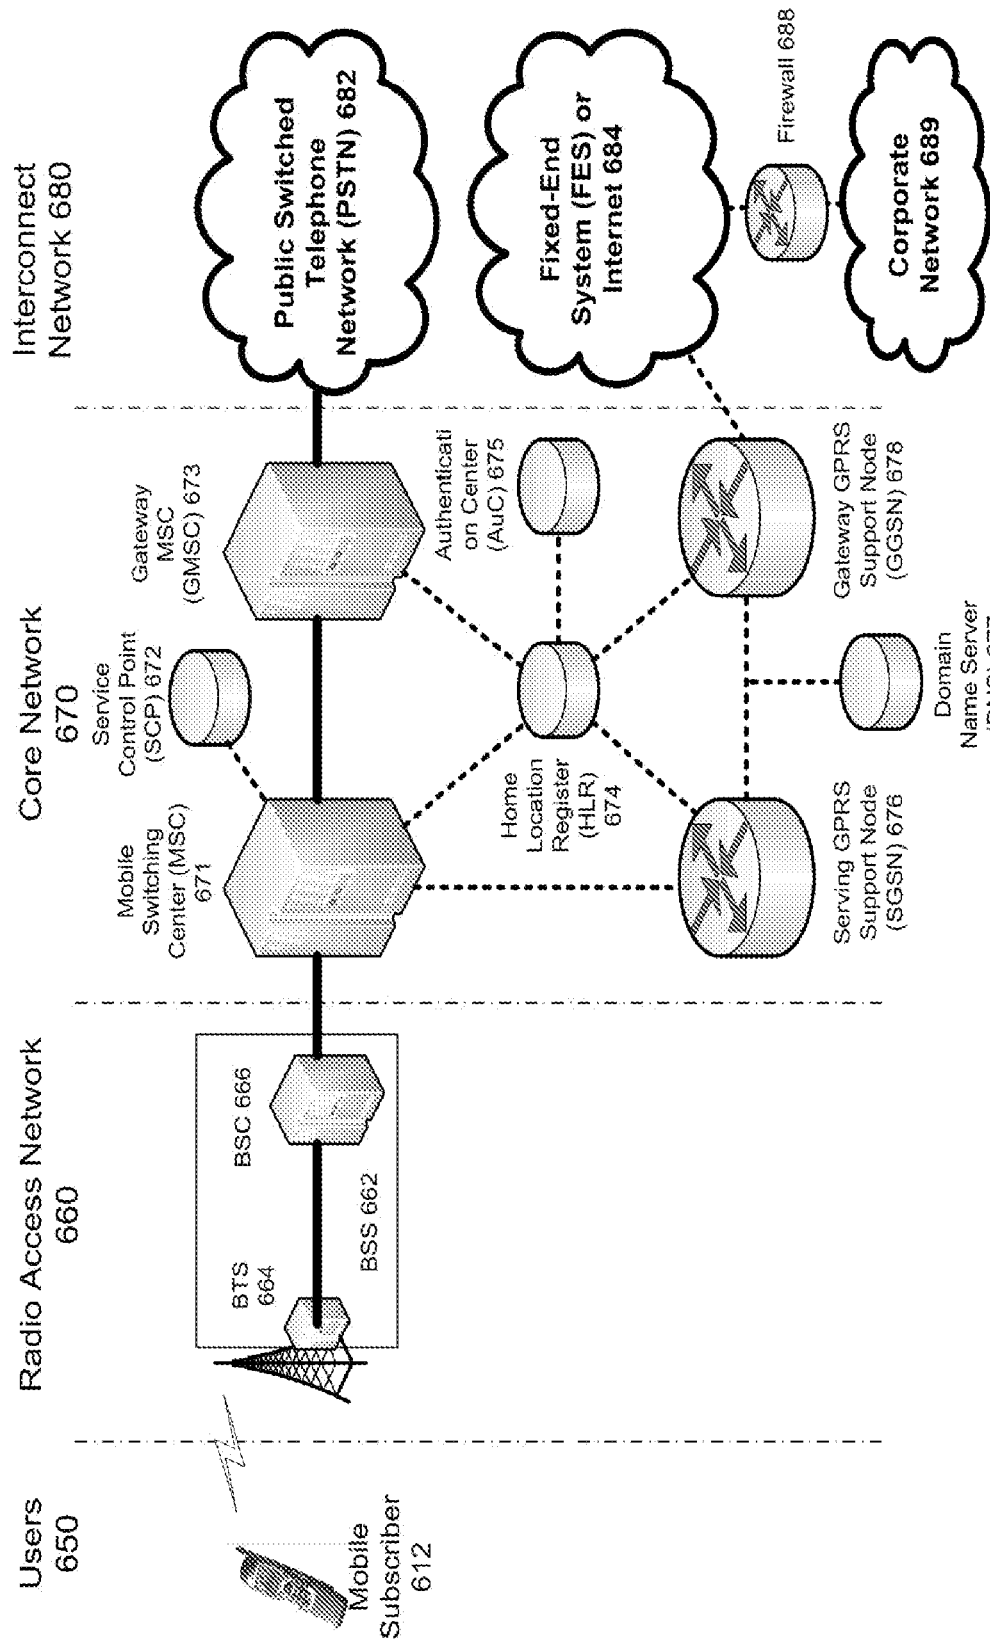 Users
650
Radio Access Network
660
Core Network
670
Interconnect
Network 680
Mobile
Subscriber
612
BTS
664
BSC 666
BSS 662
Mobile
Switching
Center (MSC)
671
Service
Control Point
(SCP) 672
Gateway
MSC
(GMSC) 673
Home
Location
Register
(HLR)
674
Authenticati
on Center
(AuC) 675
Serving GPRS
Support Node
(SGSN) 676
Domain
Name Server
Gateway GPRS
Support Node
(GGSN) 678
Public Switched
Telephone
Network (PSTN) 682
Fixed-End
System (FES) or
Internet 684
Firewall 688
Corporate
Network 689